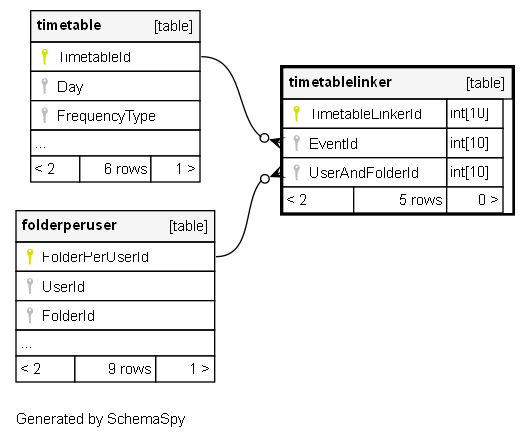 timetable [table]
TimetableId
Day
FrequencyType
...
< 2 6 rows 1 >
timetablelinker [table]
TimetableLinkerId int[10]
EventId int[10]
UserAndFolderId int[10]
< 2 5 rows 0 >
folderperuser [table]
FolderPerUserId
UserId
FolderId
...
< 2 9 rows 1 >
Generated by SchemaSpy